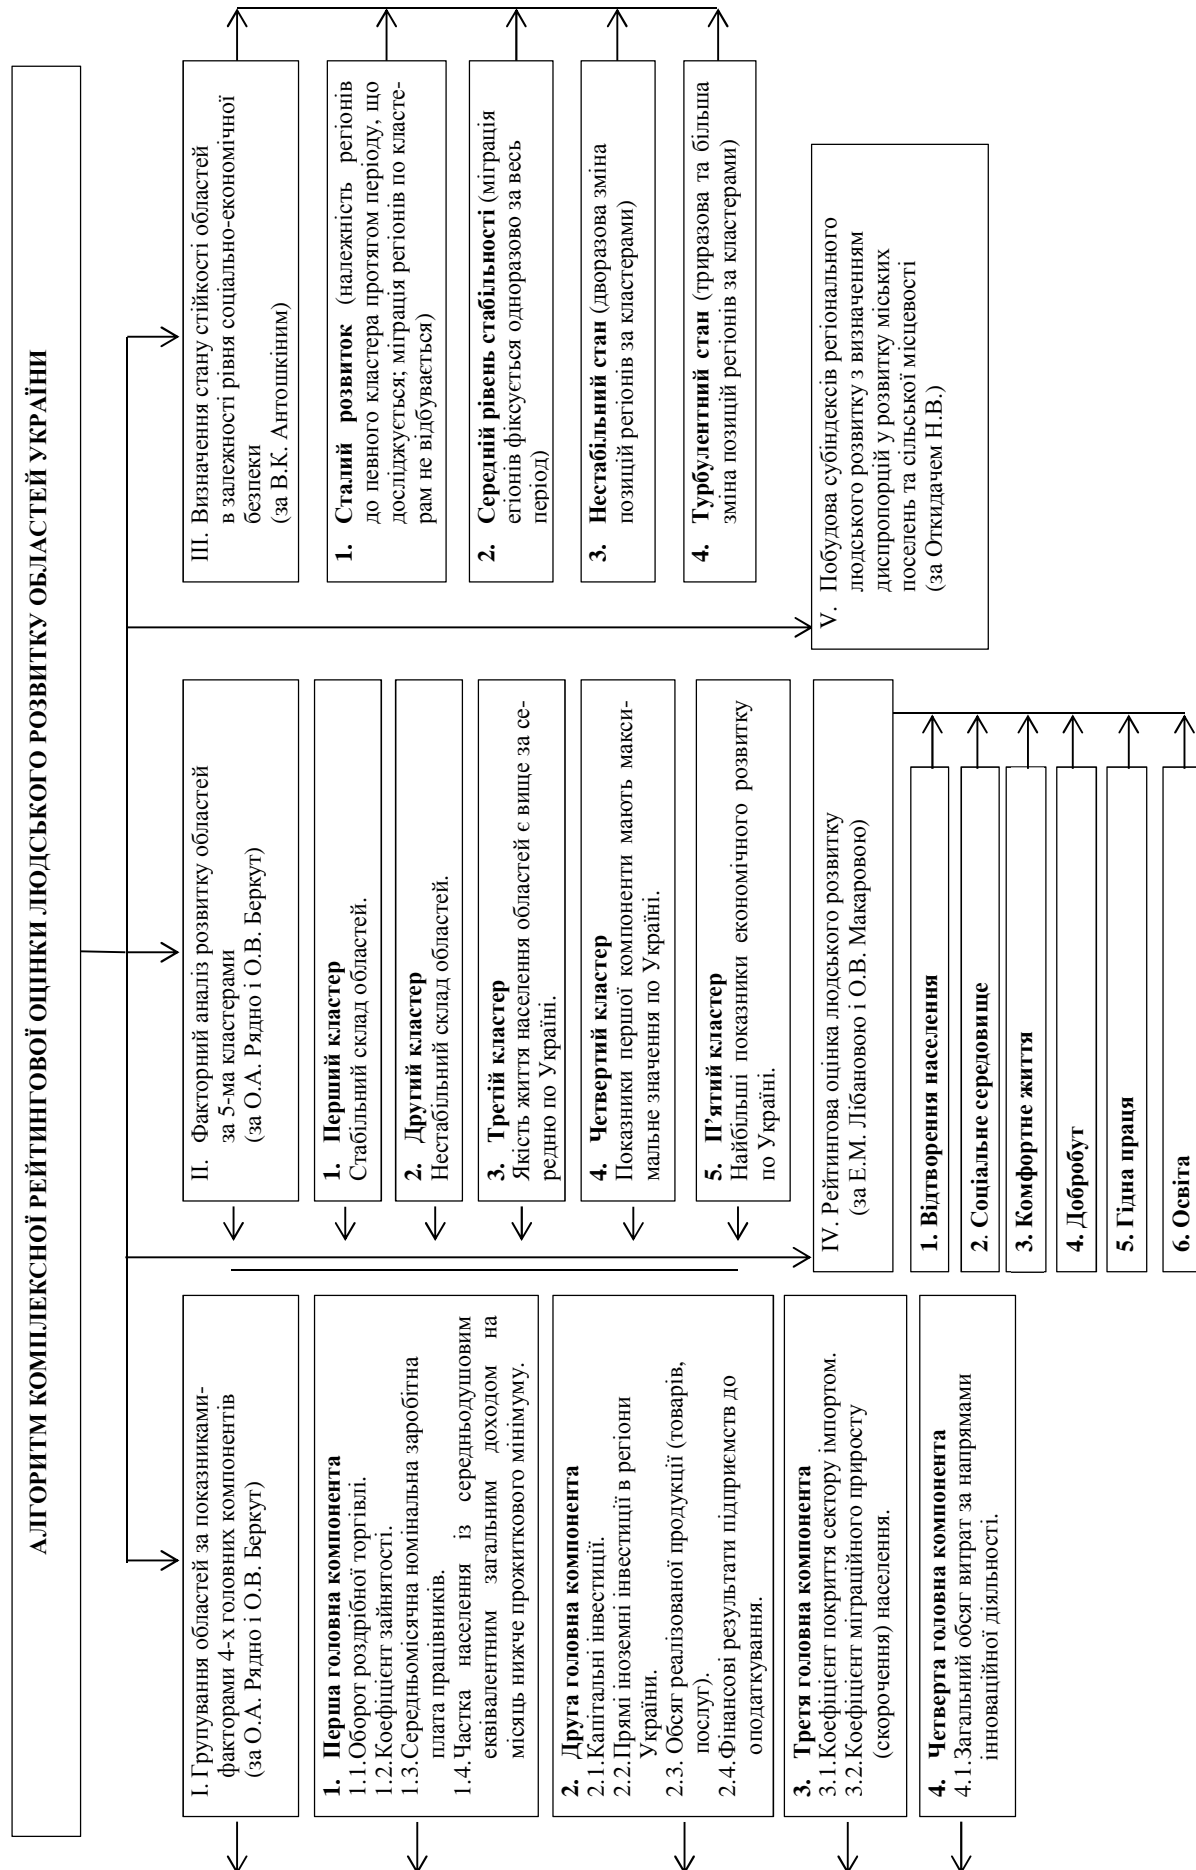 АЛГОРИТМ КОМПЛЕКСНОЇ РЕЙТИНГОВОЇ ОЦІНКИ ЛЮДСЬКОГО РОЗВИТКУ ОБЛАСТЕЙ УКРАЇНИ
І. Групування областей за показниками-
факторами 4-х головних компонентів
(за О.А. Рядно і О.В. Беркут)
1. Перша головна компонента
1.1.Оборот роздрібної торгівлі.
1.2.Коефіцієнт зайнятості.
1.3.Середньомісячна номінальна заробітна
плата працівників.
1.4. Частка населення із середньодушовим
еквівалентним загальним доходом на
місяць нижче прожиткового мінімуму.
2. Друга головна компонента
2.1.Капітальні інвестиції.
2.2.Прямі іноземні інвестиції в регіони
України.
2.3. Обсяг реалізованої продукції (товарів,
послуг).
2.4.Фінансові результати підприємств до
оподаткування.
3. Третя головна компонента
3.1.Коефіцієнт покриття сектору імпортом.
3.2.Коефіцієнт міграційного приросту
(скорочення) населення.
4. Четверта головна компонента
4.1.Загальний обсяг витрат за напрямами
інноваційної діяльності.
ІІ. Факторний аналіз розвитку областей
за 5-ма кластерами
(за О.А. Рядно і О.В. Беркут)
1. Перший кластер
Стабільний склад областей.
2. Другий кластер
Нестабільний склад областей.
3. Третій кластер
Якість життя населення областей є вище за се-
редню по Україні.
4. Четвертий кластер
Показники першої компоненти мають макси-
мальне значення по Україні.
5. П'ятий кластер
Найбільші показники економічного розвитку
по Україні.
IV. Рейтингова оцінка людського розвитку
(за Е.М. Лібановою і О.В. Макаровою)
1. Відтворення населення
2. Соціальне середовище
3. Комфортне життя
4. Добробут
5. Гідна праця
6. Освіта
ІІІ. Визначення стану стійкості областей
в залежності рівня соціально-економічної
безпеки
(за В.К. Антошкіним)
1. Сталий розвиток (належність регіонів
до певного кластера протягом періоду, що
досліджується; міграція регіонів по класте-
рам не відбувається)
2. Середній рівень стабільності (міграція
егіонів фіксується одноразово за весь
період)
3. Нестабільний стан (дворазова зміна
позицій регіонів за кластерами)
4. Турбулентний стан (триразова та більша
зміна позицій регіонів за кластерами)
V. Побудова субіндексів регіонального
людського розвитку з визначенням
диспропорцій у розвитку міських
поселень та сільської місцевості
(за Откидачем Н.В.)